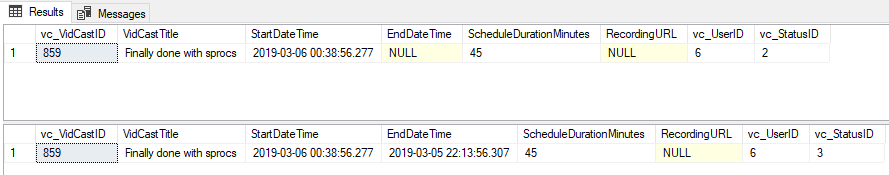 Results Messages
vc_VidCastID VidCastTitle StartDateTime EndDateTime ScheduleDurationMinutes RecordingURL vc_UserID vc_StatusID
1 859 Finally done with sprocs 2019-03-06 00:38:56.277 NULL 45 NULL 6 2
vc_VidCastID VidCastTitle StartDateTime EndDateTime ScheduleDurationMinutes RecordingURL vc_UserID vc_StatusID
1 859 Finally done with sprocs 2019-03-06 00:38:56.277 2019-03-05 22:13:56.307 45 NULL 6 3